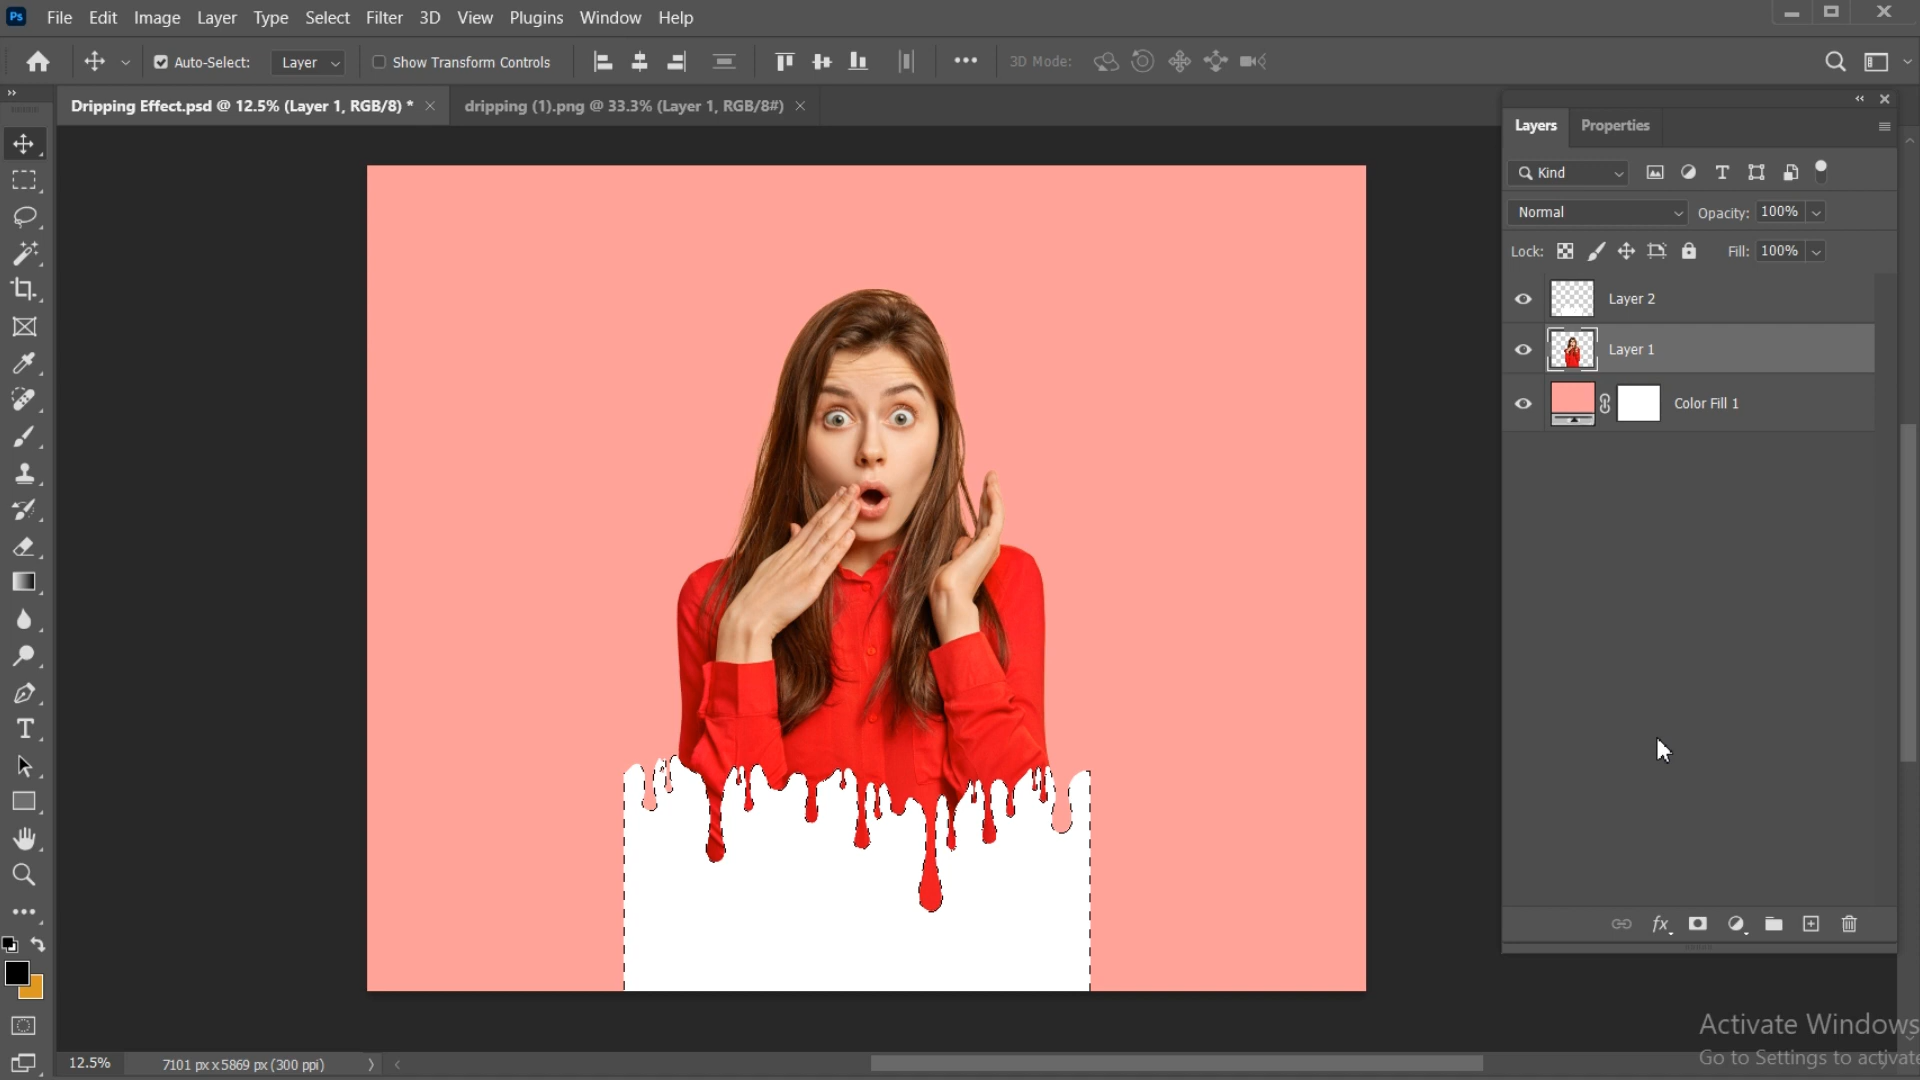 Ps File Edit Image Layer Type Select Filter 3D View Plugins Window Help
Auto-Select: Layer Show Transform Controls 3D Mode:
Dripping Effect.psd @ 12.5% (Layer 1, RGB/8) * dripping (1).png @ 33.3% (Layer 1, RGB/8#)
Layers Properties
Kind
Normal Opacity: 100%
Lock: Fill: 100%
Layer 2
Layer 1
Color Fill 1
Activate Windows
Go to Settings to activate
12.5% 7101 px x 5869 px (300 ppi)